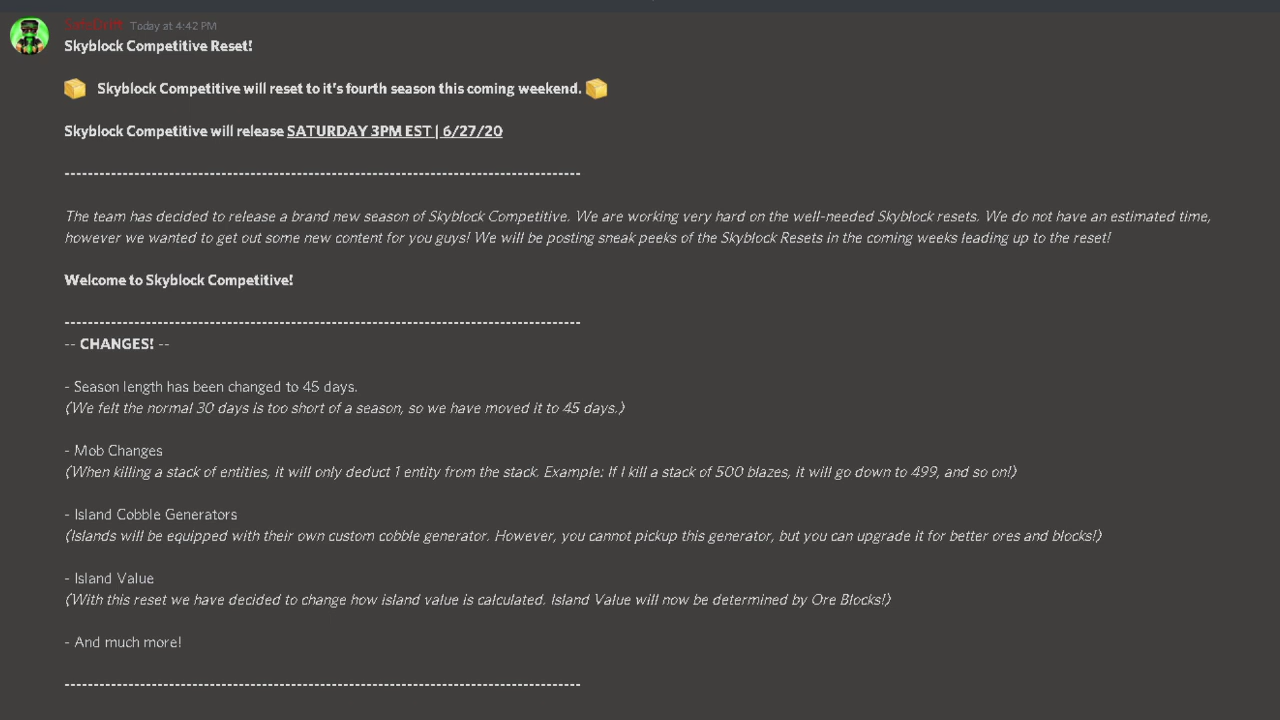 Today at 4:42 PM
Skyblock Competitive Reset!
Skyblock Competitive will reset to it's fourth season this coming weekend.
Skyblock Competitive will release SATURDAY 3PM EST | 6/27/20
----------------------------------------------------------------------------------------
The team has decided to release a brand new season of Skyblock Competitive. We are working very hard on the well-needed Skyblock resets. We do not have an estimated time,
however we wanted to get out some new content for you guys! We will be posting sneak peeks of the Skyblock Resets in the coming weeks leading up to the reset!
Welcome to Skyblock Competitive!
----------------------------------------------------------------------------------------
-- CHANGES! --
- Season length has been changed to 45 days.
(We felt the normal 30 days is too short of a season, so we have moved it to 45 days.)
- Mob Changes
(When killing a stack of entities, it will only deduct 1 entity from the stack. Example: If I kill a stack of 500 blazes, it will go down to 499, and so on!)
- Island Cobble Generators
(Islands will be equipped with their own custom cobble generator. However, you cannot pickup this generator, but you can upgrade it for better ores and blocks!)
- Island Value
(With this reset we have decided to change how island value is calculated. Island Value will now be determined by Ore Blocks!)
- And much more!
----------------------------------------------------------------------------------------